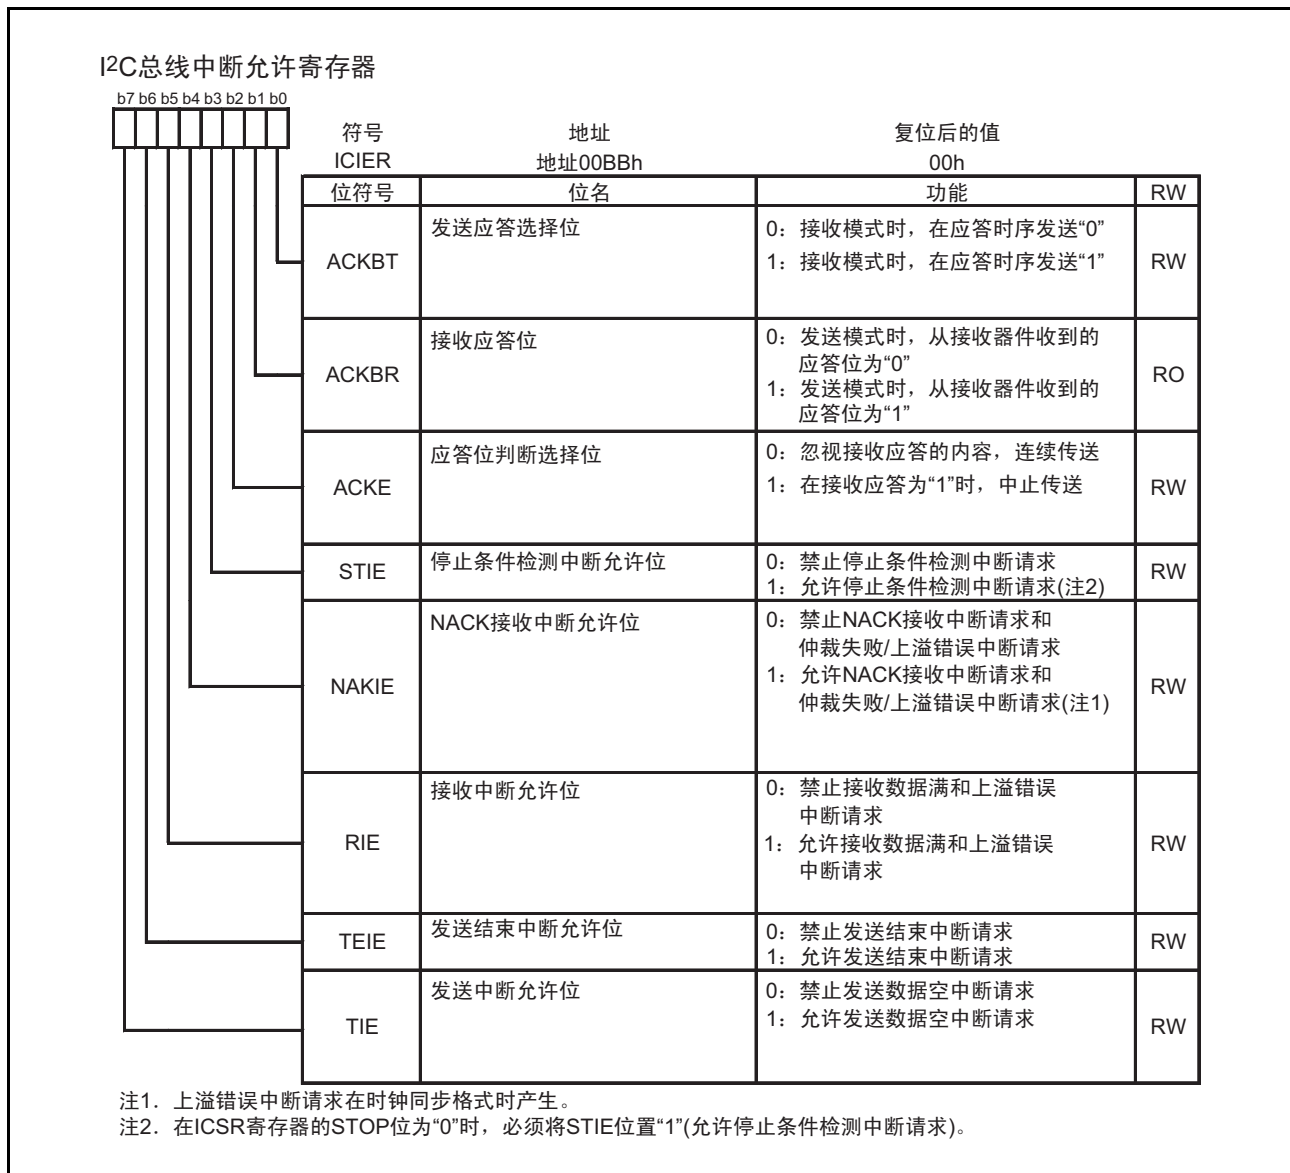 I2C总线中断允许寄存器
b7 b6 b5 b4 b3 b2 b1 b0
符号 地址 复位后的值
ICIER 地址00BBh 00h
位符号 位名 功能 RW
ACKBT 发送应答选择位 0：接收模式时，在应答时序发送“0”
1：接收模式时，在应答时序发送“1” RW
ACKBR 接收应答位 0：发送模式时，从接收器件收到的
应答位为“0”
1：发送模式时，从接收器件收到的
应答位为“1” RO
ACKE 应答位判断选择位 0：忽视接收应答的内容，连续传送
1：在接收应答为“1”时，中止传送 RW
STIE 停止条件检测中断允许位 0：禁止停止条件检测中断请求
1：允许停止条件检测中断请求(注2) RW
NAKIE NACK接收中断允许位 0：禁止NACK接收中断请求和
仲裁失败/上溢错误中断请求
1：允许NACK接收中断请求和
仲裁失败/上溢错误中断请求(注1) RW
RIE 接收中断允许位 0：禁止接收数据满和上溢错误
中断请求
1：允许接收数据满和上溢错误
中断请求 RW
TEIE 发送结束中断允许位 0：禁止发送结束中断请求
1：允许发送结束中断请求 RW
TIE 发送中断允许位 0：禁止发送数据空中断请求
1：允许发送数据空中断请求 RW
注1．上溢错误中断请求在时钟同步格式时产生。
注2．在ICSR寄存器的STOP位为“0”时，必须将STIE位置“1”(允许停止条件检测中断请求)。